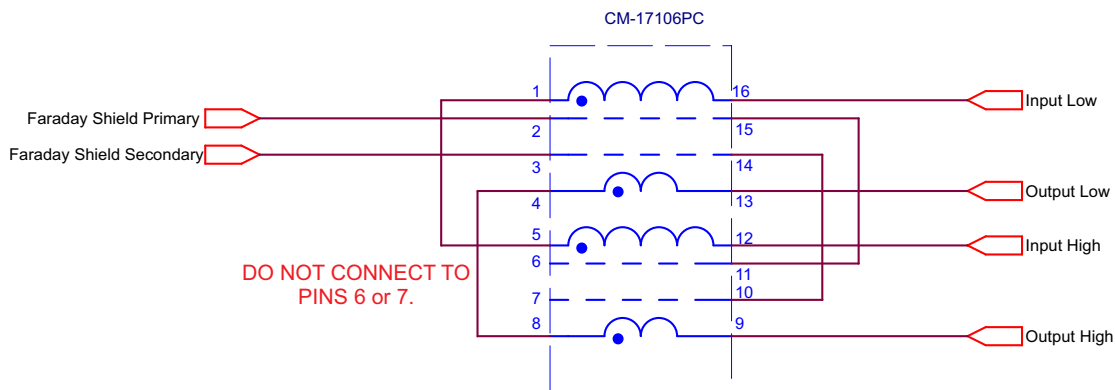 CM-17106PC
1
16
Input Low
Faraday Shield Primary
2
15
Faraday Shield Secondary
3
14
4
13
Output Low
5
12
Input High
6
11
DO NOT CONNECT TO
PINS 6 or 7.
7
10
8
9
Output High